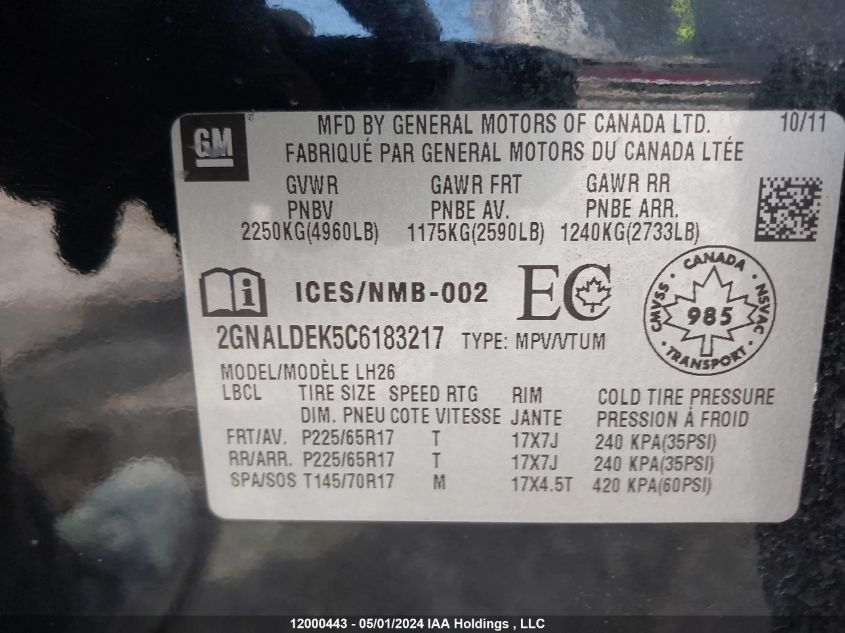 GM
MFD BY GENERAL MOTORS OF CANADA LTD. 10/11
FABRIQUÉ PAR GENERAL MOTORS DU CANADA LTÉE
GVWR GAWR FRT GAWR RR
PNBV PNBE AV. PNBE ARR.
2250KG(4960LB) 1175KG(2590LB) 1240KG(2733LB)
i ICES/NMB-002 EC
CANADA CMVSS NSVAC 985 TRANSPORT
2GNALDEK5C6183217 TYPE: MPV/VTUM
MODEL/MODÈLE LH26
LBCL TIRE SIZE SPEED RTG RIM COLD TIRE PRESSURE
DIM. PNEU COTE VITESSE JANTE PRESSION À FROID
FRT/AV. P225/65R17 T 17X7J 240 KPA(35PSI)
RR/ARR. P225/65R17 T 17X7J 240 KPA(35PSI)
SPA/SOS T145/70R17 M 17X4.5T 420 KPA(60PSI)
12000443 - 05/01/2024 IAA Holdings , LLC